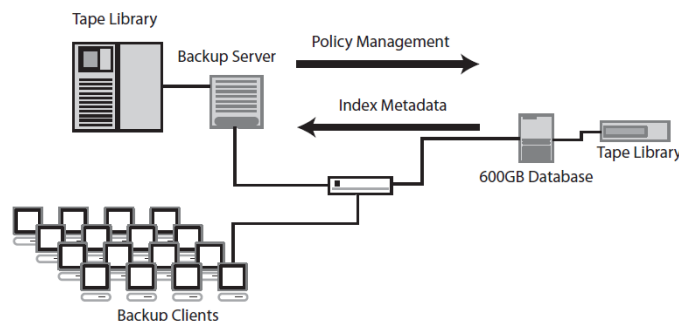 Tape Library
Backup Server
Policy Management
Index Metadata
600GB Database
Tape Library
Backup Clients